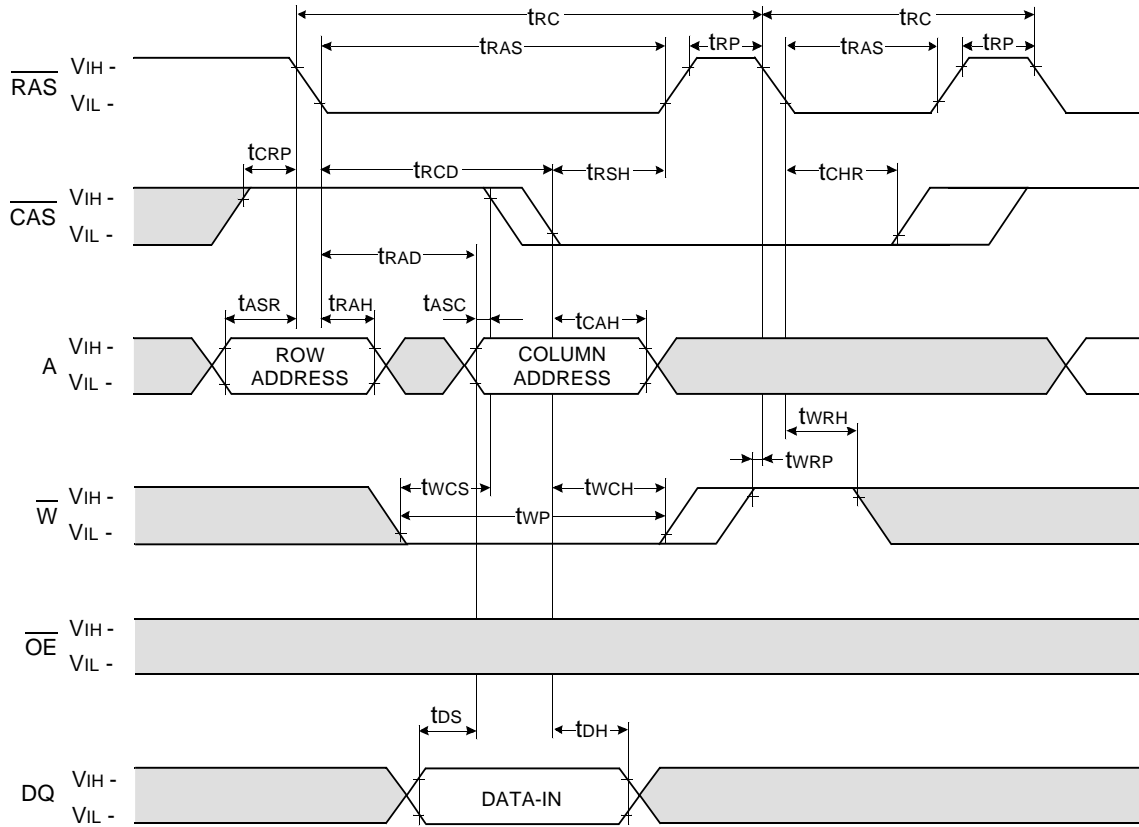 tRC tRC
tRAS tRP tRAS tRP
RAS VIH -
VIL -
tCRP tRCD tRSH tCHR
CAS VIH -
VIL -
tRAD
tASR tRAH tASC tCAH
A VIH -
VIL -
ROW ADDRESS
COLUMN ADDRESS
tWRH
tWRP
tWCS tWCH
W VIH -
VIL -
tWP
OE VIH -
VIL -
tDS tDH
DQ VIH -
VIL -
DATA-IN